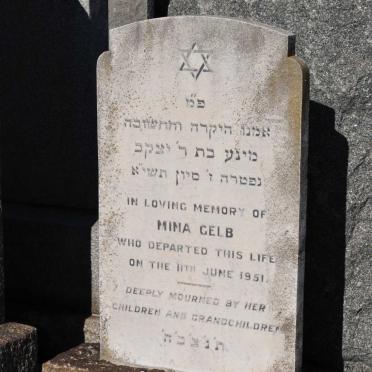 פ"מ
אמנו היקרה והחשובה
מינע בת ר' יצקב
נפטרה ז' סיון תשי"א
IN LOVING MEMORY OF
MINA GELB
WHO DEPARTED THIS LIFE
ON THE 11TH JUNE 1951.
DEEPLY MOURNED BY HER
CHILDREN AND GRANDCHILDREN
ת'נ'צ'ב'ה'